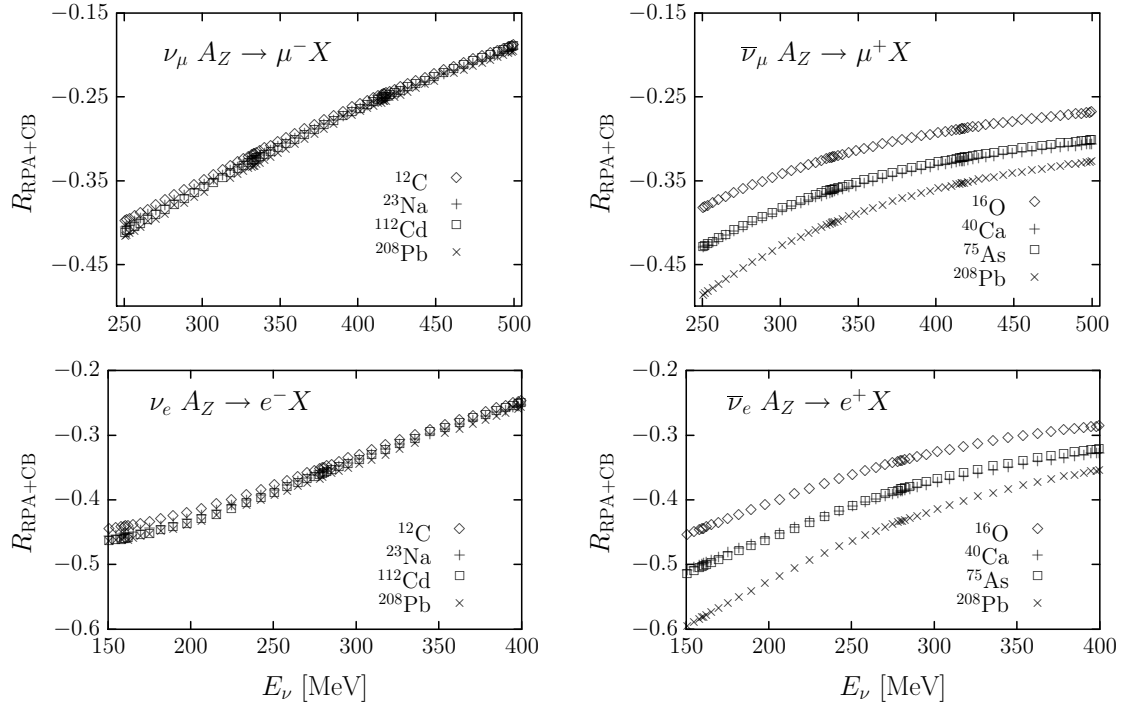 −0.15
−0.25
−0.35
−0.45
R_RPA+CB
ν_μ A_Z → μ⁻X
¹²C
²³Na
¹¹²Cd
²⁰⁸Pb
250 300 350 400 450 500
−0.15
−0.25
−0.35
−0.45
R_RPA+CB
ν̅_μ A_Z → μ⁺X
¹⁶O
⁴⁰Ca
⁷⁵As
²⁰⁸Pb
250 300 350 400 450 500
−0.2
−0.3
−0.4
−0.5
−0.6
R_RPA+CB
ν_e A_Z → e⁻X
¹²C
²³Na
¹¹²Cd
²⁰⁸Pb
150 200 250 300 350 400
E_ν [MeV]
−0.2
−0.3
−0.4
−0.5
−0.6
R_RPA+CB
ν̅_e A_Z → e⁺X
¹⁶O
⁴⁰Ca
⁷⁵As
²⁰⁸Pb
150 200 250 300 350 400
E_ν [MeV]